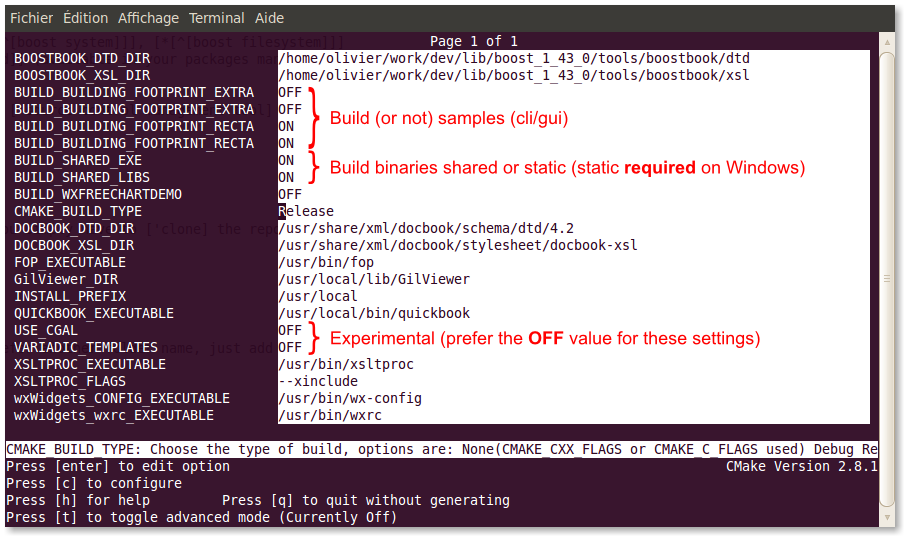 Fichier Édition Affichage Terminal Aide
[boost system]]], [*[^[boost filesystem]]]
Page 1 of 1
BOOSTBOOK_DTD_DIR /home/olivier/work/dev/lib/boost_1_43_0/tools/boostbook/dtd
BOOSTBOOK_XSL_DIR /home/olivier/work/dev/lib/boost_1_43_0/tools/boostbook/xsl
BUILD_BUILDING_FOOTPRINT_EXTRA OFF
BUILD_BUILDING_FOOTPRINT_EXTRA OFF
Build (or not) samples (cli/gui)
BUILD_BUILDING_FOOTPRINT_RECTA ON
BUILD_BUILDING_FOOTPRINT_RECTA ON
BUILD_SHARED_EXE ON
Build binaries shared or static (static required on Windows)
BUILD_SHARED_LIBS ON
BUILD_WXFREECHARTDEMO OFF
CMAKE_BUILD_TYPE Release
DOCBOOK_DTD_DIR /usr/share/xml/docbook/schema/dtd/4.2
DOCBOOK_XSL_DIR /usr/share/xml/docbook/stylesheet/docbook-xsl
FOP_EXECUTABLE /usr/bin/fop
GilViewer_DIR /usr/local/lib/GilViewer
INSTALL_PREFIX /usr/local
QUICKBOOK_EXECUTABLE /usr/local/bin/quickbook
USE_CGAL OFF
Experimental (prefer the OFF value for these settings)
VARIADIC_TEMPLATES OFF
XSLTPROC_EXECUTABLE /usr/bin/xsltproc
XSLTPROC_FLAGS --xinclude
wxWidgets_CONFIG_EXECUTABLE /usr/bin/wx-config
wxWidgets_wxrc_EXECUTABLE /usr/bin/wxrc
CMAKE_BUILD_TYPE: Choose the type of build, options are: None(CMAKE_CXX_FLAGS or CMAKE_C_FLAGS used) Debug Re
Press [enter] to edit option CMake Version 2.8.1
Press [c] to configure
Press [h] for help Press [q] to quit without generating
Press [t] to toggle advanced mode (Currently Off)